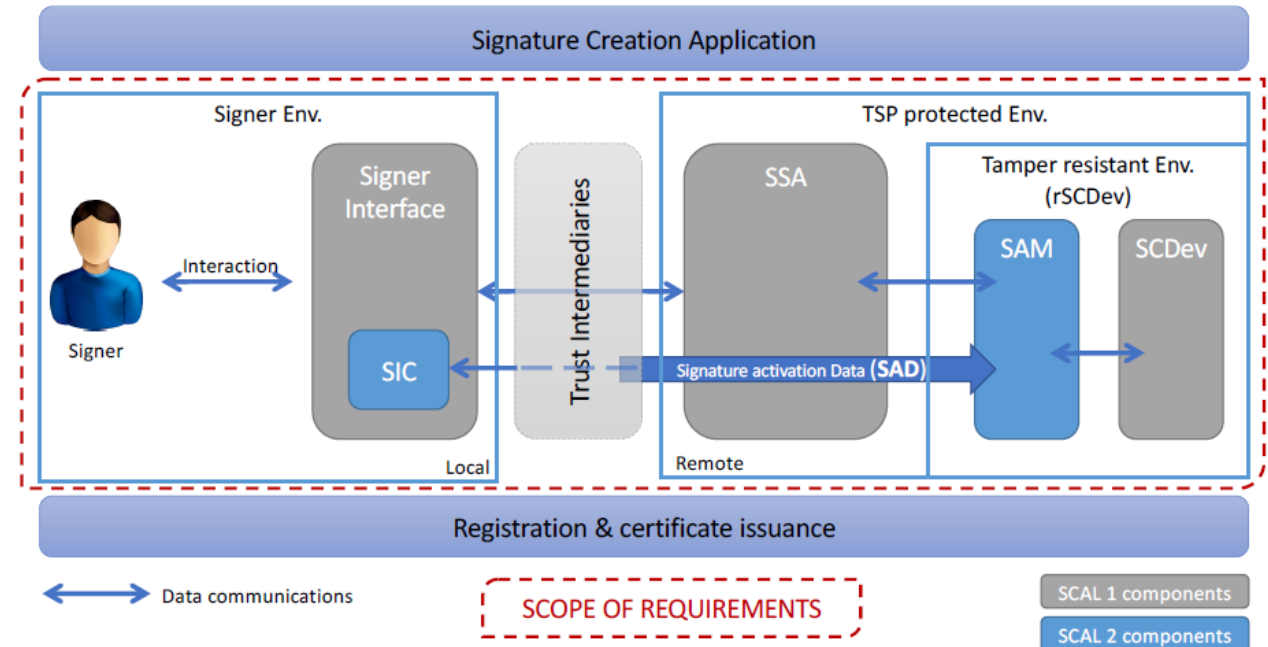 Signature Creation Application
Signer Env.
TSP protected Env.
Signer
Interface
Trust Intermediaries
SSA
Tamper resistant Env.
(rSCDev)
SAM
SCDev
Interaction
Signer
SIC
Signature activation Data (SAD)
Local
Remote
Registration & certificate issuance
Data communications
SCOPE OF REQUIREMENTS
SCAL 1 components
SCAL 2 components